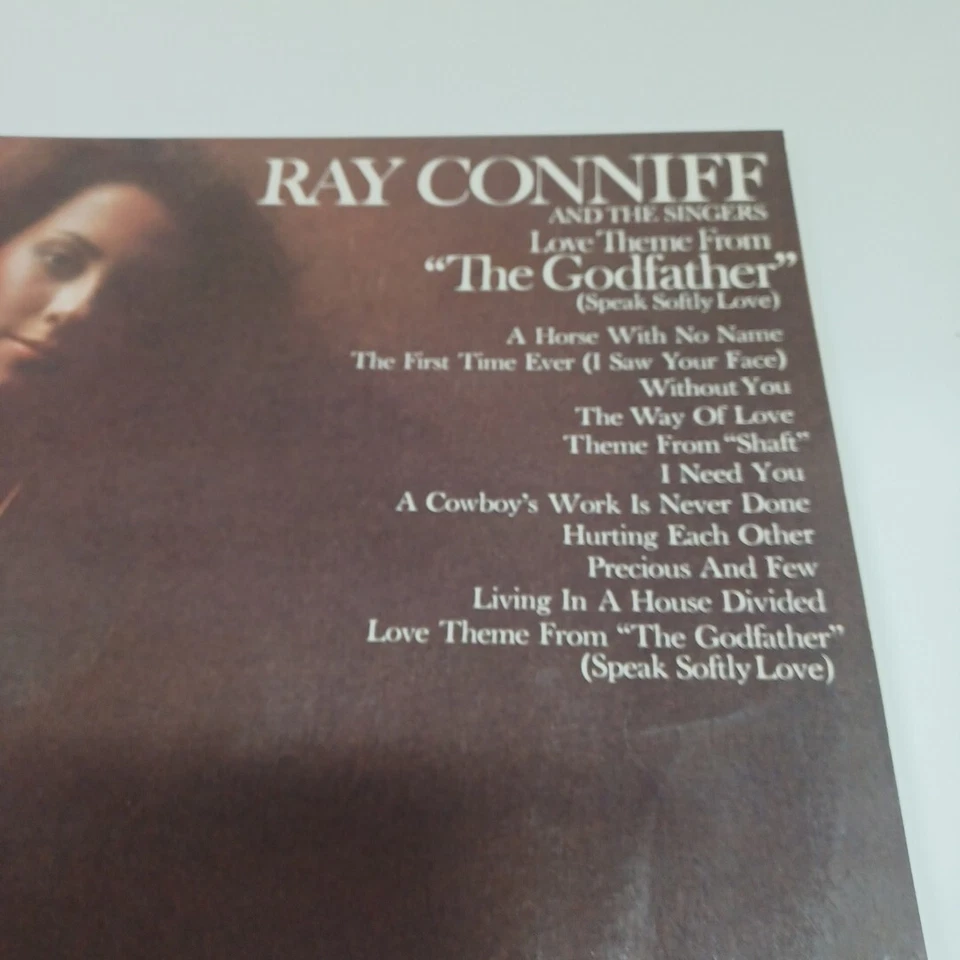 RAY CONNIFF
AND THE SINGERS
Love Theme From
“The Godfather”
(Speak Softly Love)
A Horse With No Name
The First Time Ever (I Saw Your Face)
Without You
The Way Of Love
Theme From “Shaft”
I Need You
A Cowboy's Work Is Never Done
Hurting Each Other
Precious And Few
Living In A House Divided
Love Theme From “The Godfather”
(Speak Softly Love)